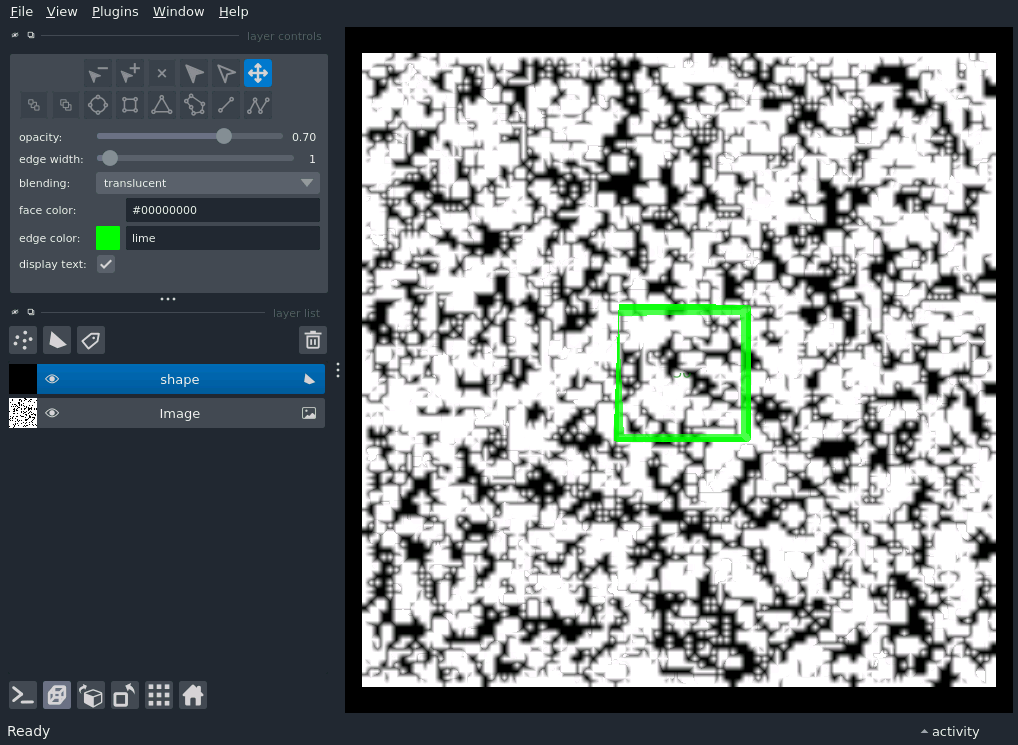 File View Plugins Window Help
layer controls
opacity: 0.70
edge width: 1
blending: translucent
face color: #00000000
edge color: lime
display text:
layer list
shape
Image
Ready
activity